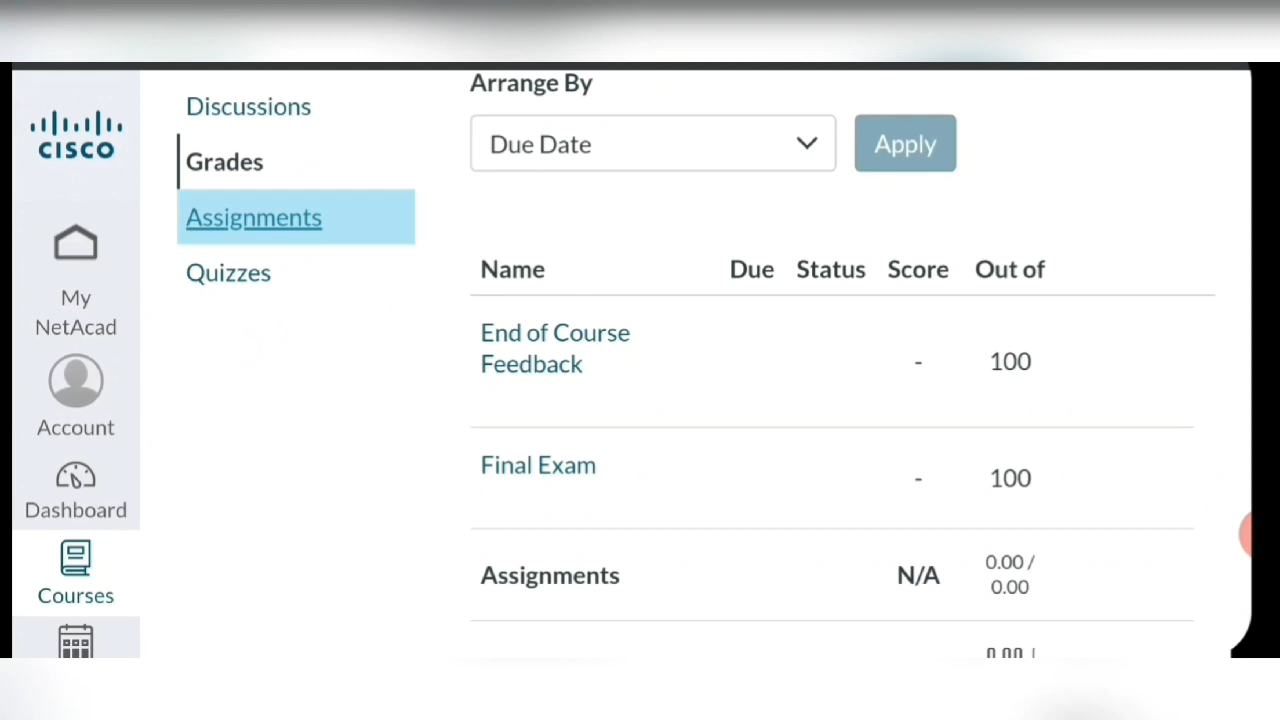 CISCO
My
NetAcad
Account
Dashboard
Courses
Discussions
Grades
Assignments
Quizzes
Arrange By
Due Date
Apply
Name Due Status Score Out of
End of Course
Feedback
- 100
Final Exam - 100
Assignments N/A 0.00 /
0.00